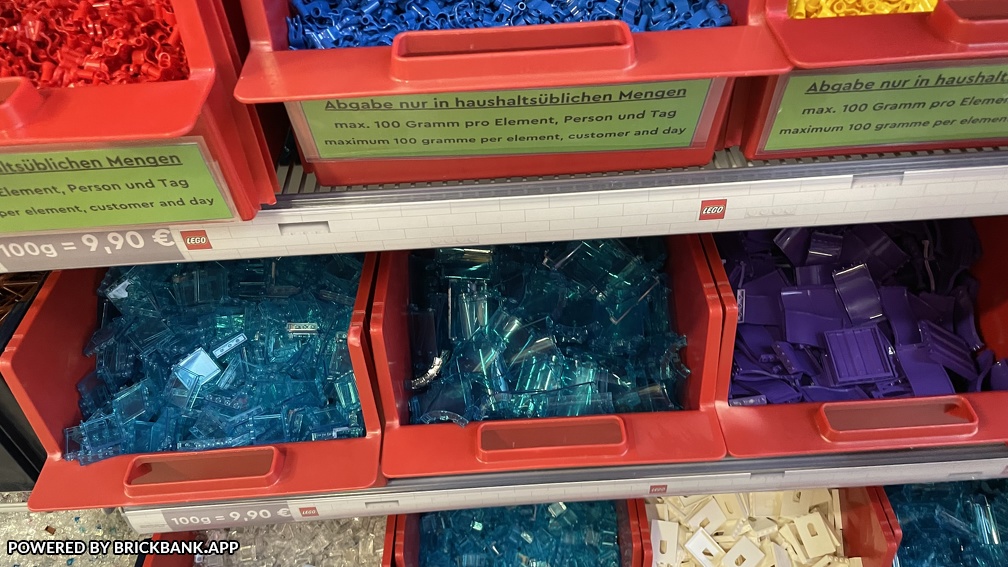 Abgabe nur in haushaltsüblichen Mengen
max. 100 Gramm pro Element, Person und Tag
maximum 100 gramme per element, customer and day
Abgabe nur in haushalt
max. 100 Gramm pro Eleme
maximum 100 gramme per elemen
ltsüblichen Mengen
Element, Person und Tag
per element, customer and day
100g = 9,90 €
LEGO
LEGO
100g = 9,90 €
LEGO
LEGO
POWERED BY BRICKBANK.APP